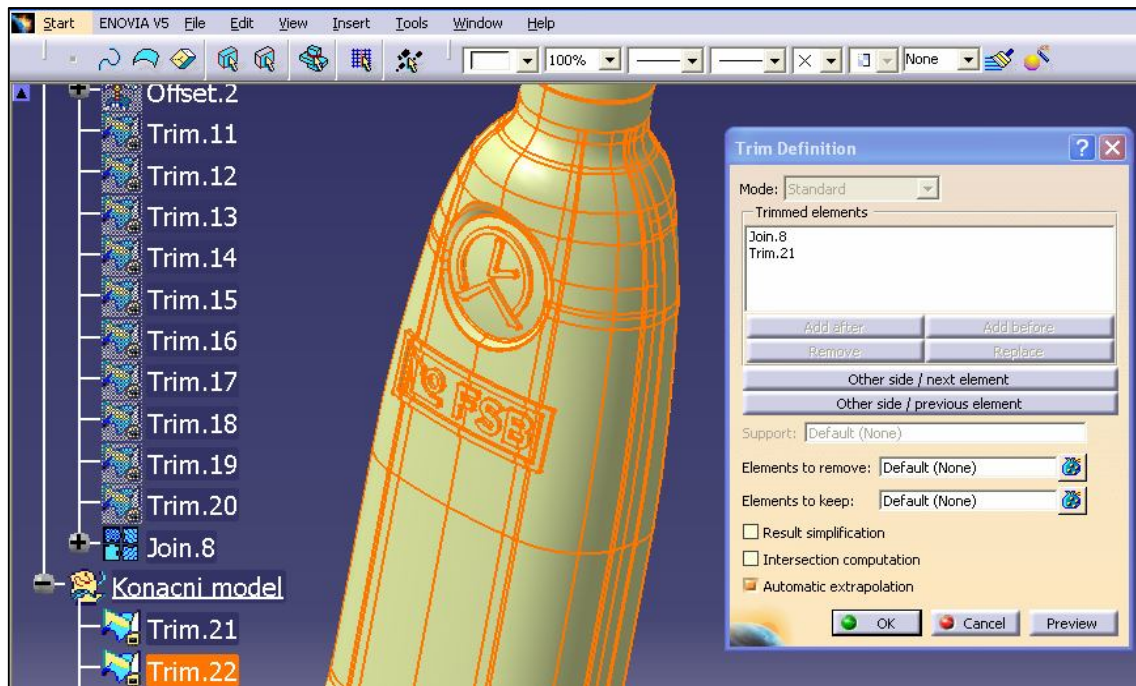 Start ENOVIA V5 File Edit View Insert Tools Window Help
100% None
Offset.2
Trim.11
Trim.12
Trim.13
Trim.14
Trim.15
Trim.16
Trim.17
Trim.18
Trim.19
Trim.20
Join.8
Konacni model
Trim.21
Trim.22
FSB
Trim Definition
Mode: Standard
Trimmed elements
Join.8
Trim.21
Add after Add before
Remove Replace
Other side / next element
Other side / previous element
Support: Default (None)
Elements to remove: Default (None)
Elements to keep: Default (None)
Result simplification
Intersection computation
Automatic extrapolation
OK Cancel Preview